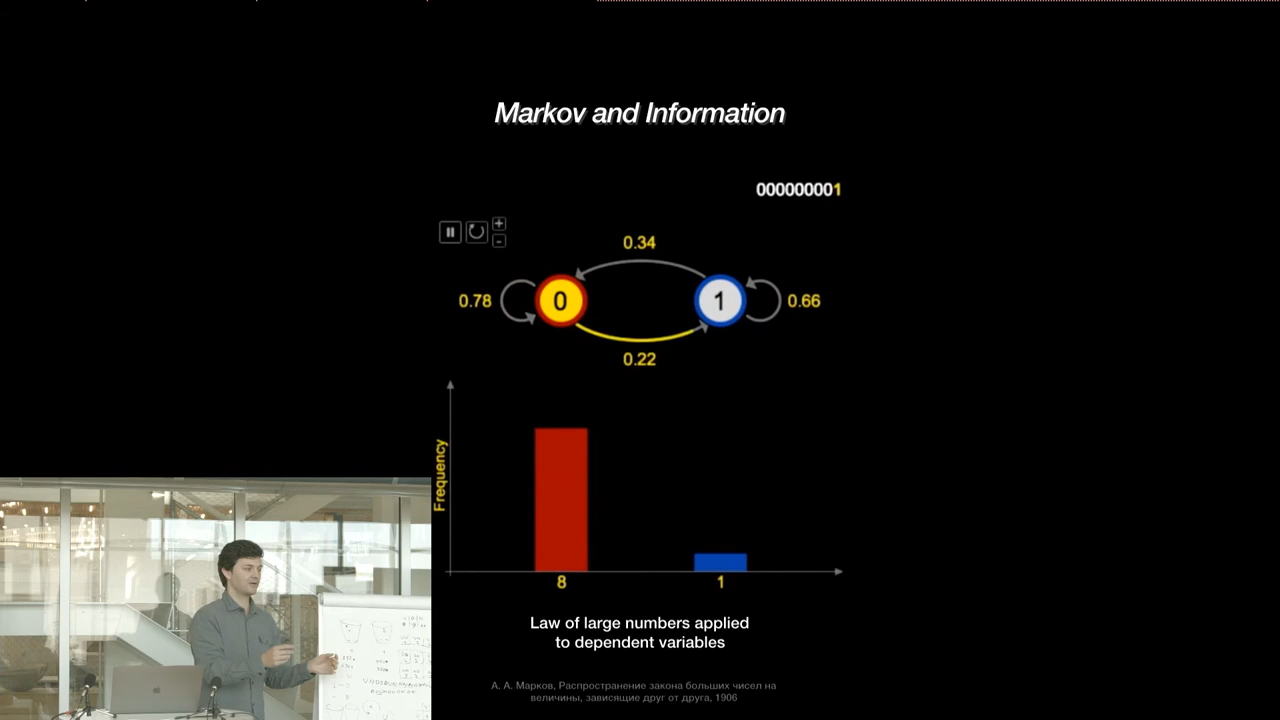 Markov and Information
0000000001
+
-
0.34
0.78
0
1
0.66
0.22
Frequency
8
1
Law of large numbers applied
to dependent variables
А. А. Марков, Распространение закона больших чисел на
величины, зависящие друг от друга, 1906